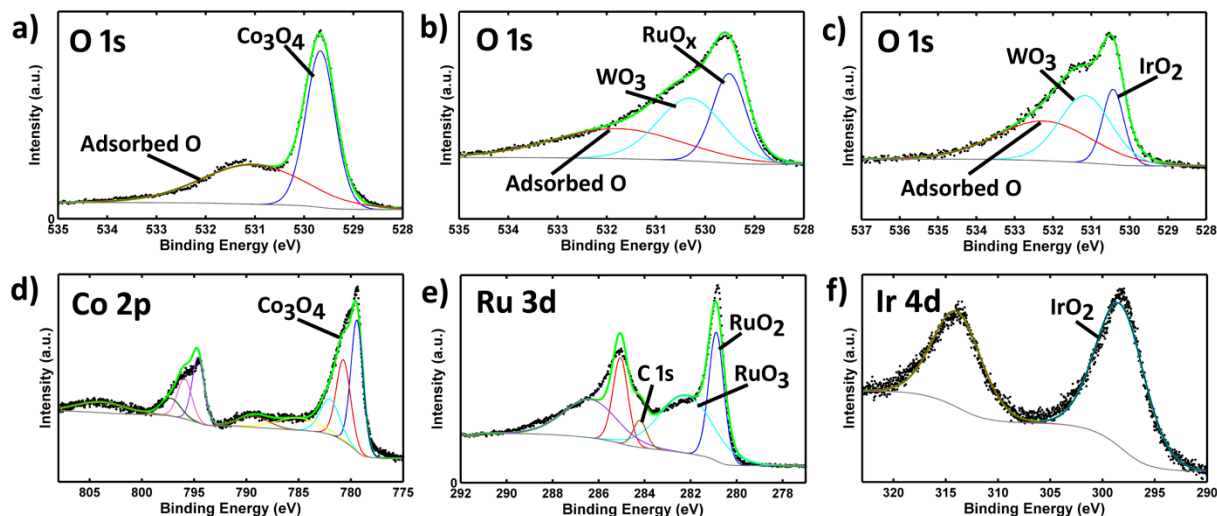 a) O 1s
Co3O4
Adsorbed O
Intensity (a.u.)
0
535 534 533 532 531 530 529 528
Binding Energy (eV)
b) O 1s
RuOx
WO3
Adsorbed O
Intensity (a.u.)
535 534 533 532 531 530 529 528
Binding Energy (eV)
c) O 1s
WO3
IrO2
Adsorbed O
Intensity (a.u.)
537 536 535 534 533 532 531 530 529 528
Binding Energy (eV)
d) Co 2p
Co3O4
Intensity (a.u.)
805 800 795 790 785 780 775
Binding Energy (eV)
e) Ru 3d
RuO2
C 1s
RuO3
Intensity (a.u.)
0
292 290 288 286 284 282 280 278
Binding Energy (eV)
f) Ir 4d
IrO2
Intensity (a.u.)
320 315 310 305 300 295 290
Binding Energy (eV)